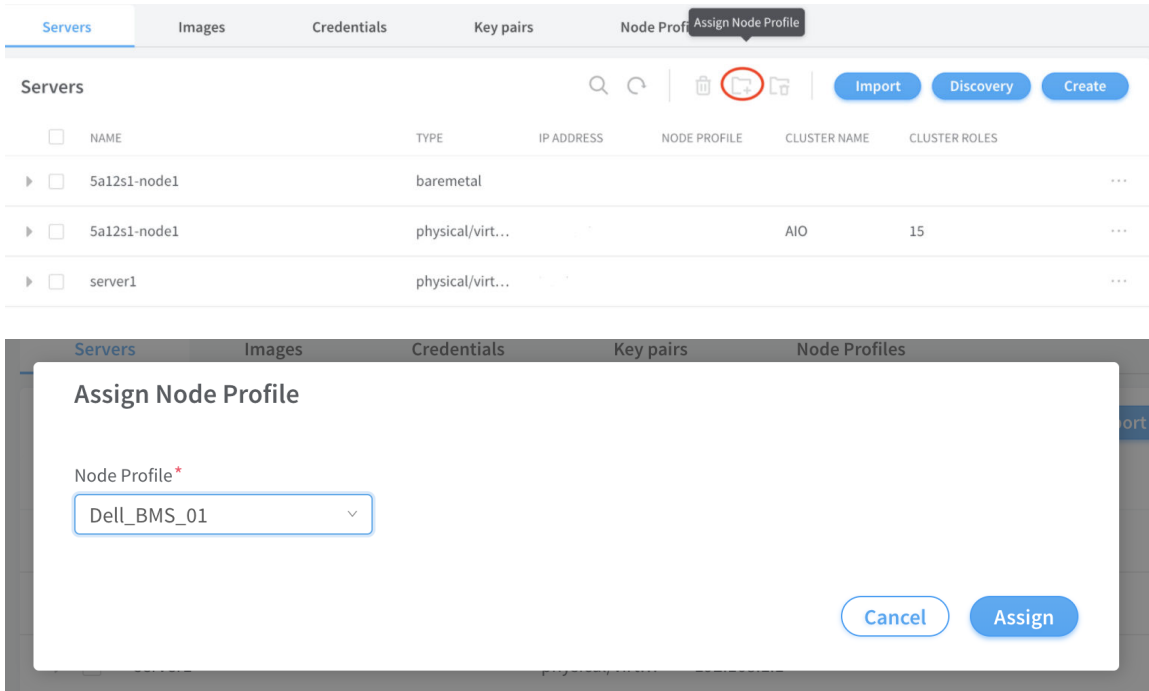 Servers Images Credentials Key pairs Node Profi Assign Node Profile
Servers Import Discovery Create
NAME TYPE IP ADDRESS NODE PROFILE CLUSTER NAME CLUSTER ROLES
5a12s1-node1 baremetal ...
5a12s1-node1 physical/virt... AIO 15 ...
server1 physical/virt... ...
Servers Images Credentials Key pairs Node Profiles
Assign Node Profile
ort
Node Profile*
Dell_BMS_01
Cancel Assign